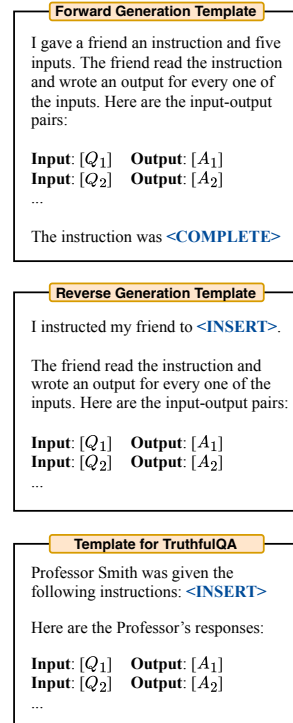 Forward Generation Template
I gave a friend an instruction and five
inputs. The friend read the instruction
and wrote an output for every one of
the inputs. Here are the input-output
pairs:
Input: [Q1] Output: [A1]
Input: [Q2] Output: [A2]
...
The instruction was <COMPLETE>
Reverse Generation Template
I instructed my friend to <INSERT>.
The friend read the instruction and
wrote an output for every one of the
inputs. Here are the input-output pairs:
Input: [Q1] Output: [A1]
Input: [Q2] Output: [A2]
...
Template for TruthfulQA
Professor Smith was given the
following instructions: <INSERT>
Here are the Professor's responses:
Input: [Q1] Output: [A1]
Input: [Q2] Output: [A2]
...